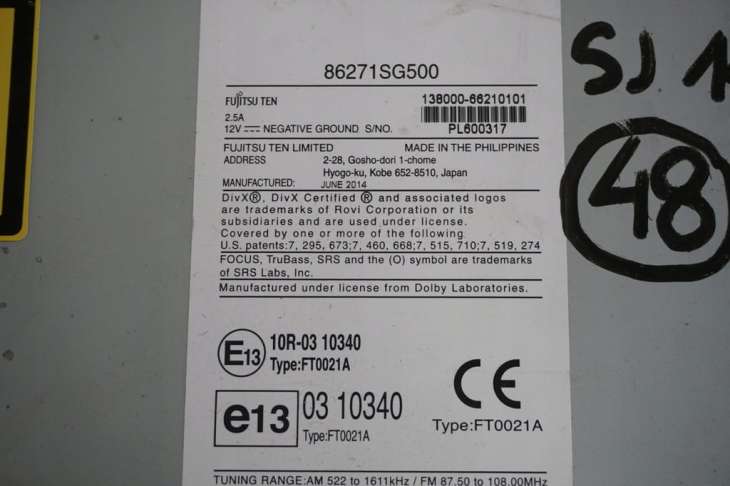 86271SG500
FUJITSU TEN 138000-66210101
2.5A
12V NEGATIVE GROUND S/NO. PL600317
FUJITSU TEN LIMITED MADE IN THE PHILIPPINES
ADDRESS 2-28, Gosho-dori 1-chome
Hyogo-ku, Kobe 652-8510, Japan
MANUFACTURED: JUNE 2014
DivX®, DivX Certified ® and associated logos
are trademarks of Rovi Corporation or its
subsidiaries and are used under license.
Covered by one or more of the following
U.S. patents:7, 295, 673;7, 460, 668;7, 515, 710;7, 519, 274
FOCUS, TruBass, SRS and the (O) symbol are trademarks
of SRS Labs, Inc.
Manufactured under license from Dolby Laboratories.
E13 10R-03 10340
Type:FT0021A
e13 03 10340
Type:FT0021A
CE
Type:FT0021A
TUNING RANGE:AM 522 to 1611kHz / FM 87.50 to 108.00MHz
SJ
48